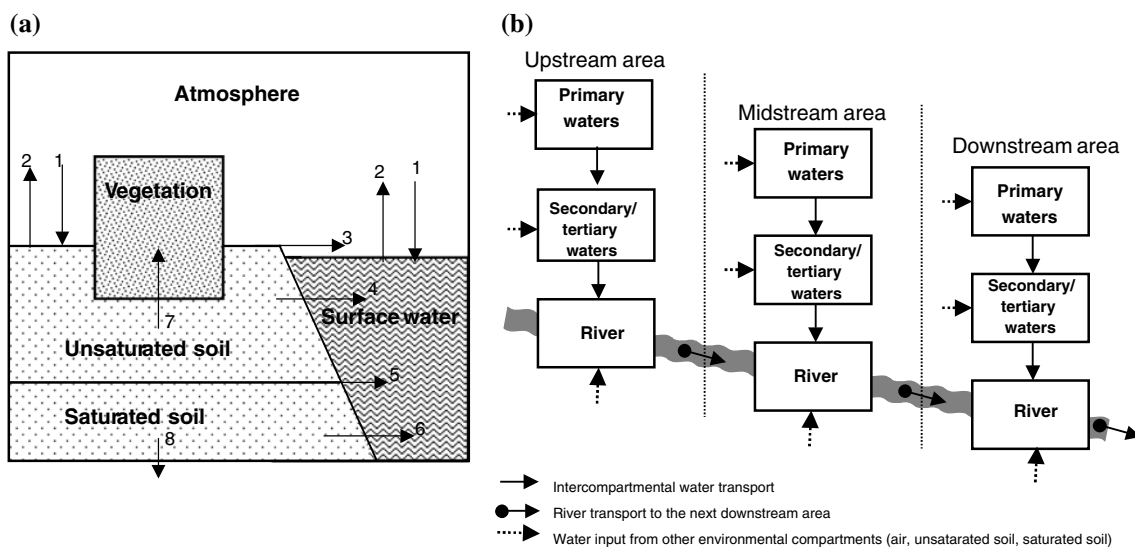 (a)
Atmosphere
2
1
Vegetation
2
1
3
4
Surface water
7
Unsaturated soil
5
Saturated soil
6
8
(b)
Upstream area
Primary
waters
Secondary/
tertiary
waters
River
Midstream area
Primary
waters
Secondary/
tertiary
waters
River
Downstream area
Primary
waters
Secondary/
tertiary
waters
River
Intercompartmental water transport
River transport to the next downstream area
Water input from other environmental compartments (air, unsatarated soil, saturated soil)